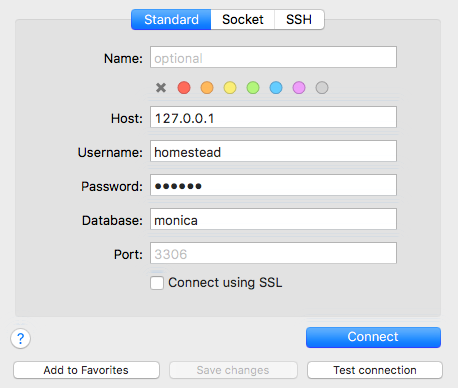 Standard Socket SSH
Name: optional
Host: 127.0.0.1
Username: homestead
Password: ••••••
Database: monica
Port: 3306
Connect using SSL
? Connect
Add to Favorites Save changes Test connection